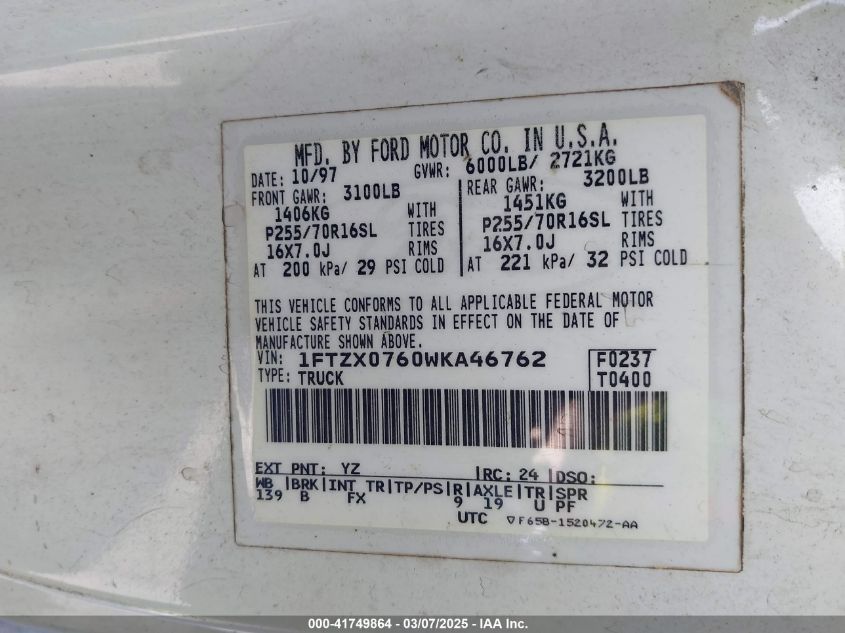 MFD. BY FORD MOTOR CO. IN U.S.A.
DATE: 10/97 GVWR: 6000LB/ 2721KG
FRONT GAWR: 3100LB REAR GAWR: 3200LB
1406KG WITH 1451KG WITH
P255/70R16SL TIRES P255/70R16SL TIRES
16X7.0J RIMS 16X7.0J RIMS
AT 200 kPa/ 29 PSI COLD AT 221 kPa/ 32 PSI COLD
THIS VEHICLE CONFORMS TO ALL APPLICABLE FEDERAL MOTOR
VEHICLE SAFETY STANDARDS IN EFFECT ON THE DATE OF
MANUFACTURE SHOWN ABOVE.
VIN: 1FTZX0760WKA46762 F0237
TYPE: TRUCK T0400
EXT PNT: YZ RC: 24 DSO:
WB BRK INT TR TP/PS R AXLE TR SPR
139 B FX 9 19 U PF
UTC ▽F65B-1520472-AA
000-41749864 - 03/07/2025 - IAA Inc.